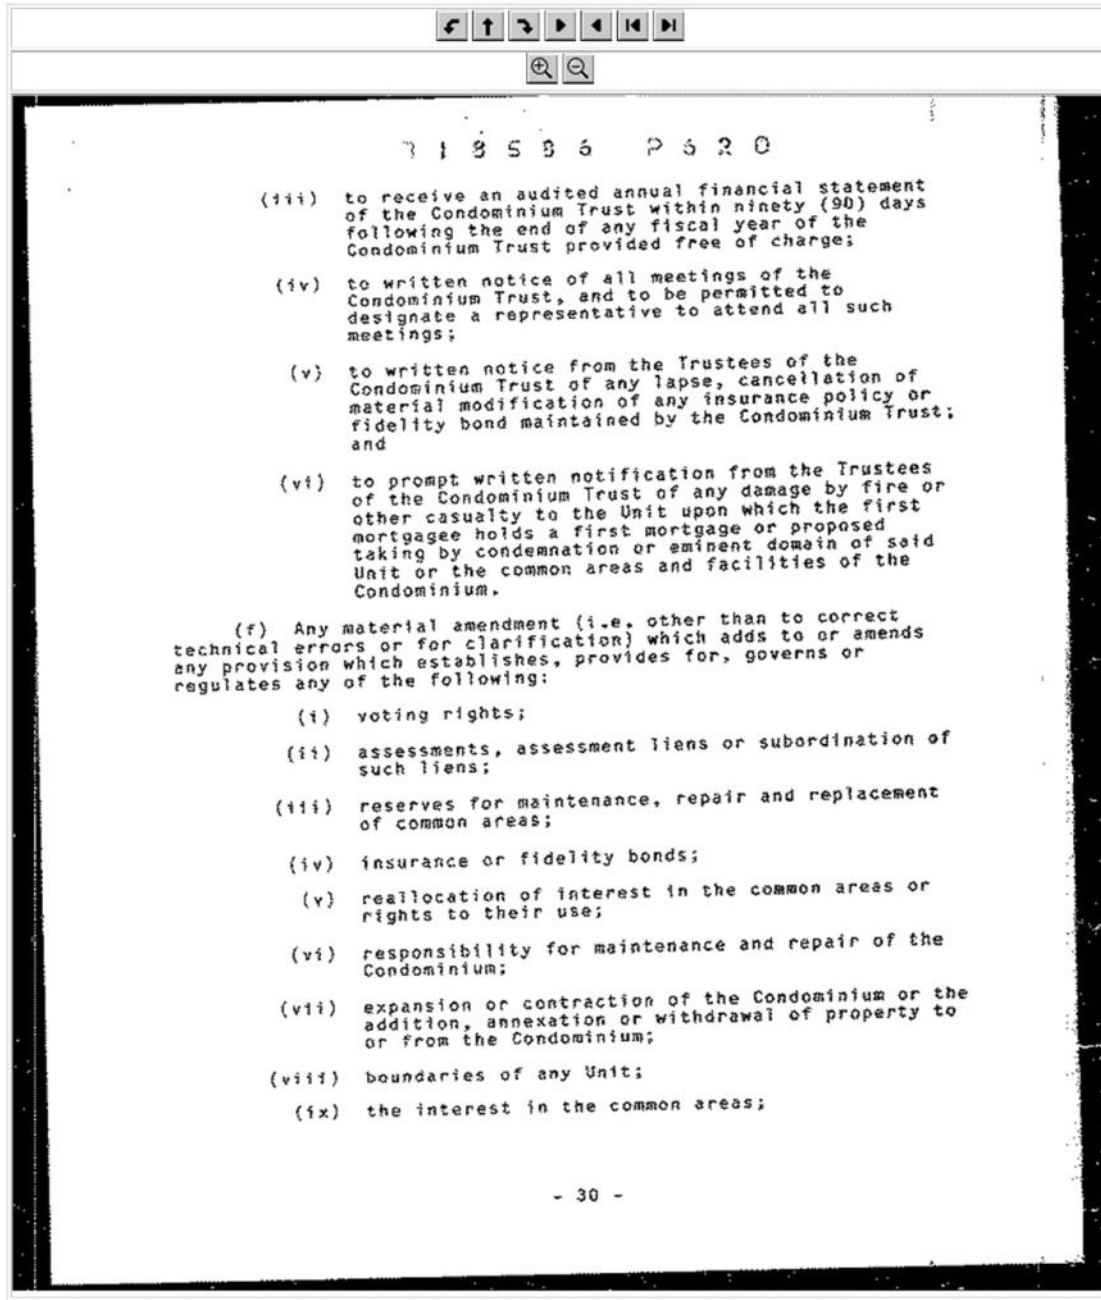 (iii) to receive an audited annual financial statement
of the Condominium Trust within ninety (90) days
following the end of any fiscal year of the
Condominium Trust provided free of charge;
(iv) to written notice of all meetings of the
Condominium Trust, and to be permitted to
designate a representative to attend all such
meetings;
(v) to written notice from the Trustees of the
Condominium Trust of any lapse, cancellation of
material modification of any insurance policy or
fidelity bond maintained by the Condominium Trust;
and
(vi) to prompt written notification from the Trustees
of the Condominium Trust of any damage by fire or
other casualty to the Unit upon which the first
mortgagee holds a first mortgage or proposed
taking by condemnation or eminent domain of said
Unit or the common areas and facilities of the
Condominium.
(f) Any material amendment (i.e. other than to correct
technical errors or for clarification) which adds to or amends
any provision which establishes, provides for, governs or
regulates any of the following:
(i) voting rights;
(ii) assessments, assessment liens or subordination of
such liens;
(iii) reserves for maintenance, repair and replacement
of common areas;
(iv) insurance or fidelity bonds;
(v) reallocation of interest in the common areas or
rights to their use;
(vi) responsibility for maintenance and repair of the
Condominium;
(vii) expansion or contraction of the Condominium or the
addition, annexation or withdrawal of property to
or from the Condominium;
(viii) boundaries of any Unit;
(ix) the interest in the common areas;
- 30 -